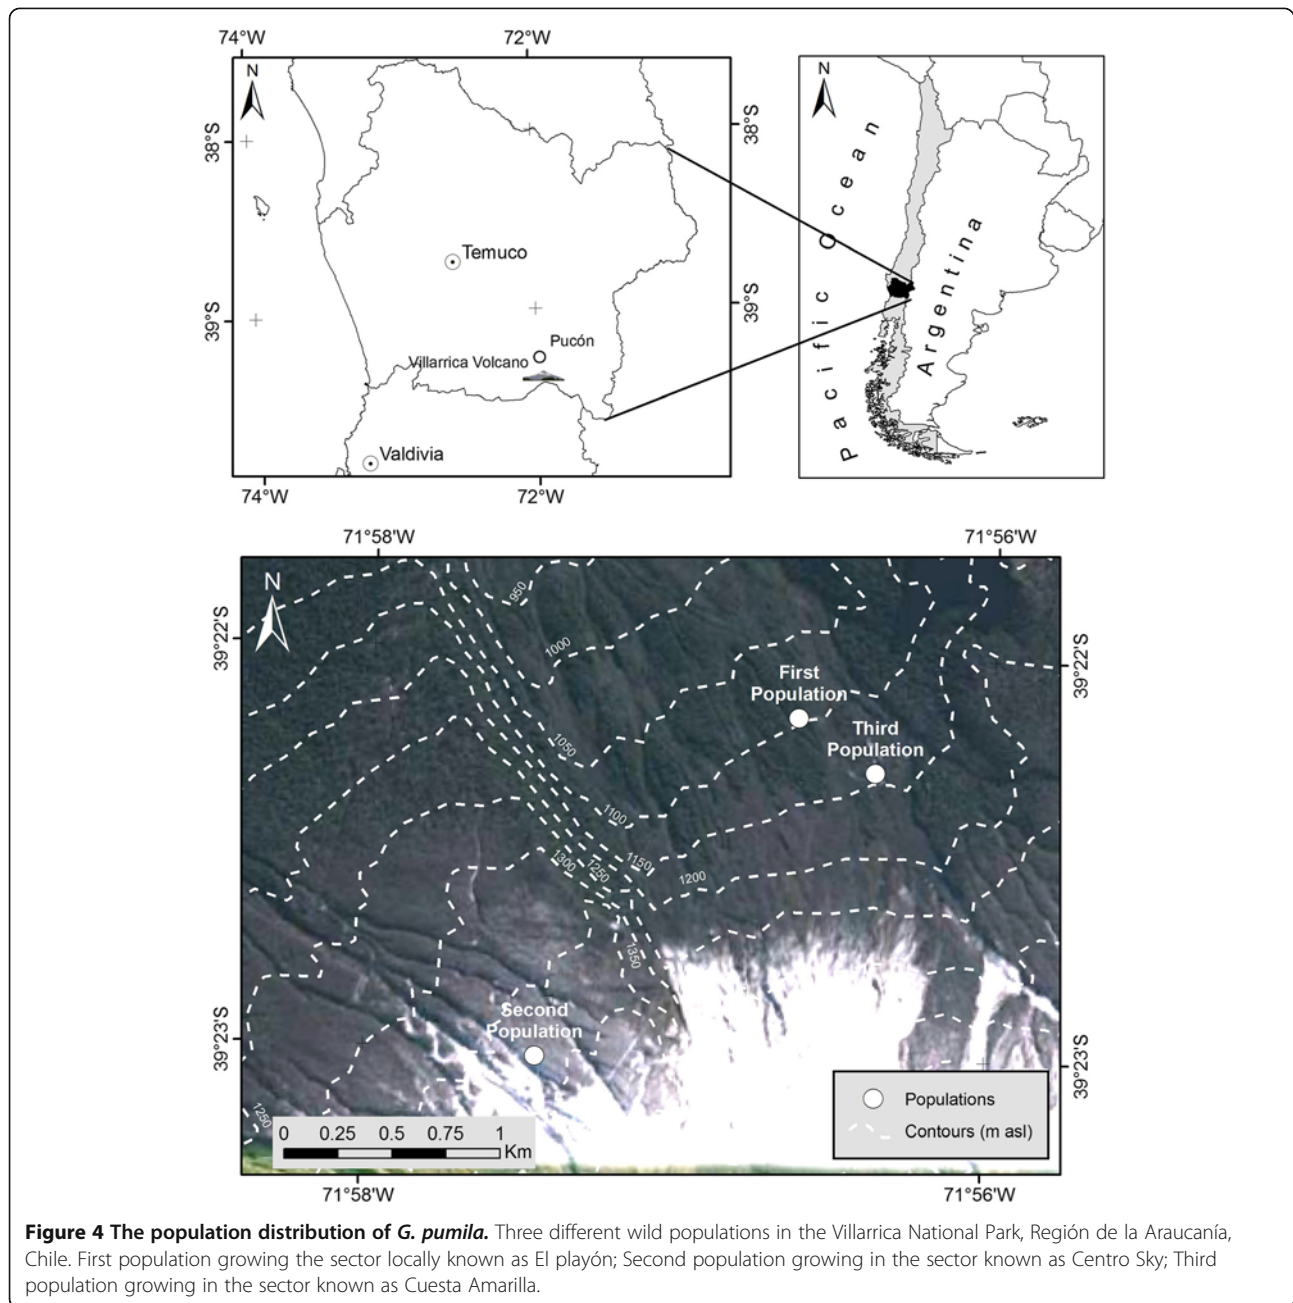 74°W
72°W
N
38°S
38°S
Temuco
39°S
39°S
Pucón
Villarrica Volcano
Valdivia
74°W
72°W
N
Pacific Ocean
Argentina
71°58'W
71°56'W
N
39°22'S
39°22'S
950
1000
First
Population
Third
Population
1050
1100
1150
1200
1250
1300
1350
Second
Population
39°23'S
39°23'S
1250
0 0.25 0.5 0.75 1
Km
Populations
Contours (m asl)
71°58'W
71°56'W
Figure 4 The population distribution of G. pumila. Three different wild populations in the Villarrica National Park, Región de la Araucanía,
Chile. First population growing the sector locally known as El playón; Second population growing in the sector known as Centro Sky; Third
population growing in the sector known as Cuesta Amarilla.